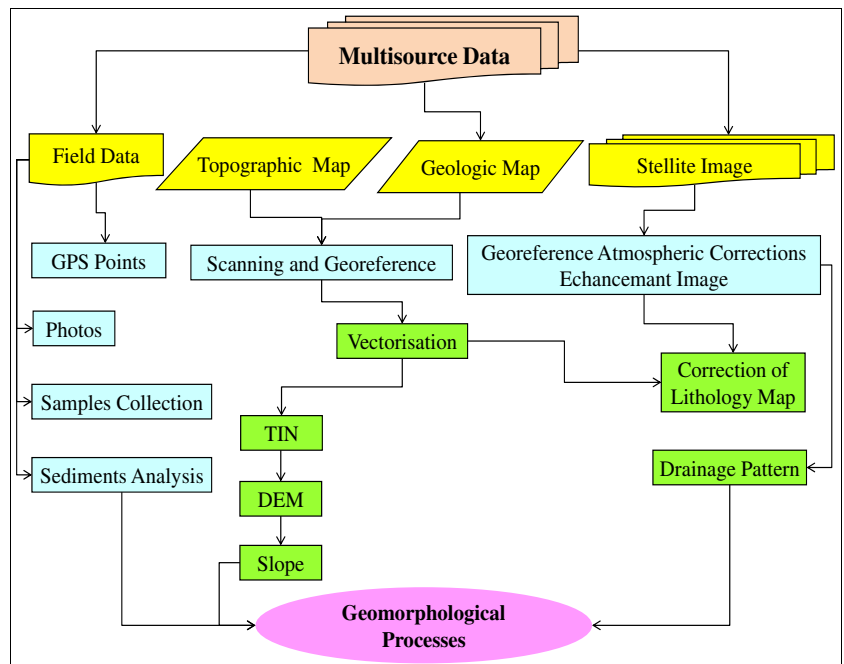 Multisource Data
Field Data
Topographic Map
Geologic Map
Stellite Image
GPS Points
Scanning and Georeference
Georeference Atmospheric Corrections
Echancemant Image
Photos
Vectorisation
Correction of
Lithology Map
Samples Collection
TIN
Sediments Analysis
Drainage Pattern
DEM
Slope
Geomorphological
Processes